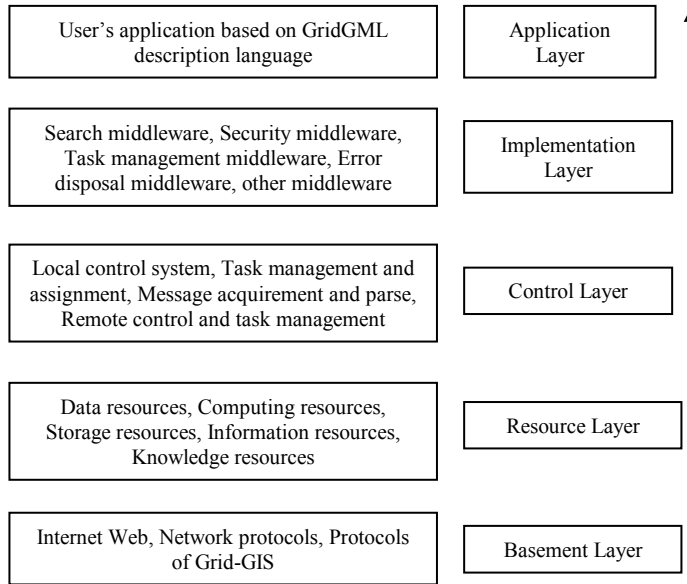 User's application based on GridGML
description language
Application
Layer
Search middleware, Security middleware,
Task management middleware, Error
disposal middleware, other middleware
Implementation
Layer
Local control system, Task management and
assignment, Message acquirement and parse,
Remote control and task management
Control Layer
Data resources, Computing resources,
Storage resources, Information resources,
Knowledge resources
Resource Layer
Internet Web, Network protocols, Protocols
of Grid-GIS
Basement Layer